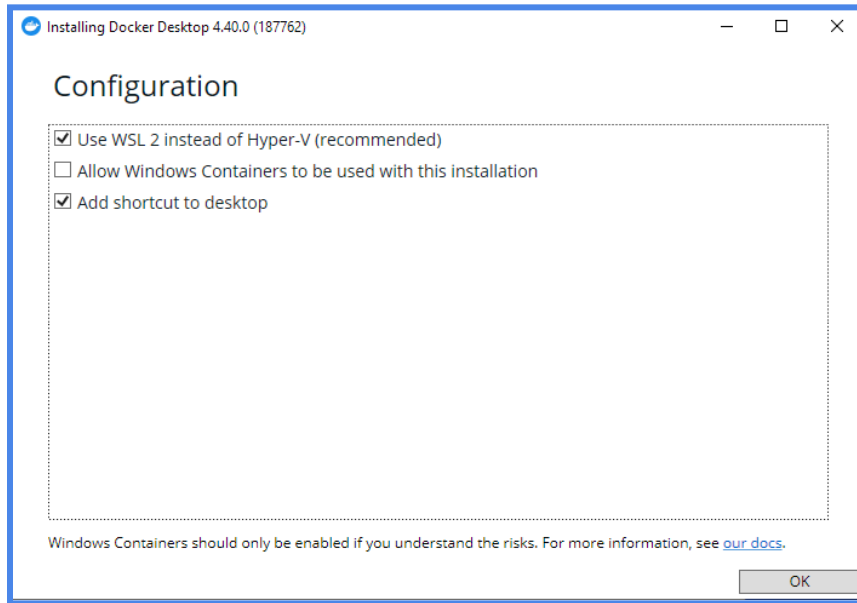 Installing Docker Desktop 4.40.0 (187762)
Configuration
Use WSL 2 instead of Hyper-V (recommended)
Allow Windows Containers to be used with this installation
Add shortcut to desktop
Windows Containers should only be enabled if you understand the risks. For more information, see our docs.
OK